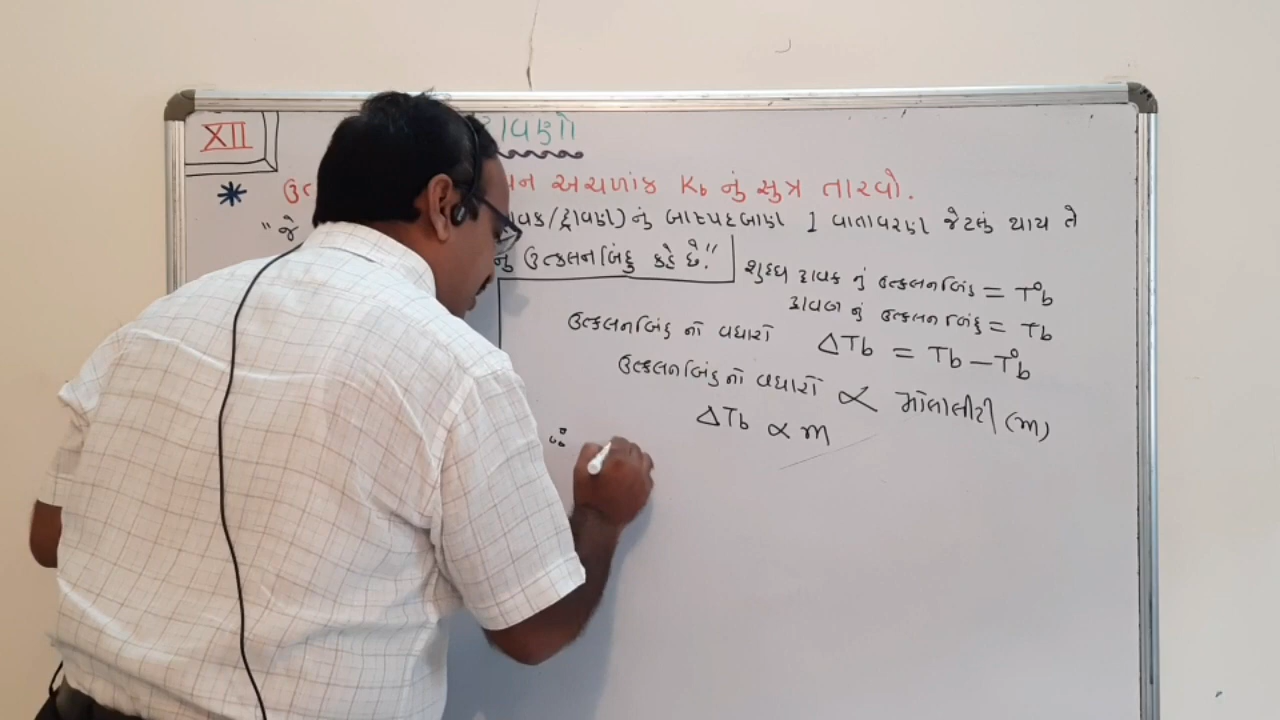 XII
દ્રાવણો
* ઉત અચળાંક Kb નું સુત્ર તારવો.
"જે વક/દ્રાવણ) નું બાષ્પદબાણ 1 વાતાવરણ જેટલું થાય તે
નું ઉત્કલનબિંદુ કહે છે."
શુધ્ધ દ્રાવક નું ઉત્કલનબિંદુ = T°b
દ્રાવણ નું ઉત્કલનબિંદુ = Tb
ઉત્કલનબિંદુ નો વધારો ΔTb = Tb − T°b
ઉત્કલનબિંદુનો વધારો ∝ મોલાલીટી (m)
ΔTb ∝ m